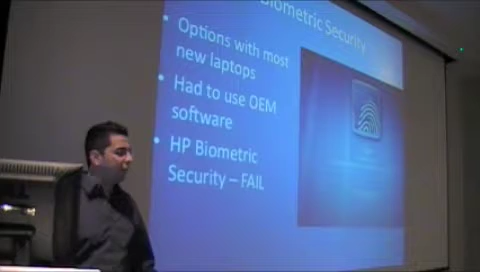 Biometric Security
• Options with most
new laptops
• Had to use OEM
software
• HP Biometric
Security – FAIL